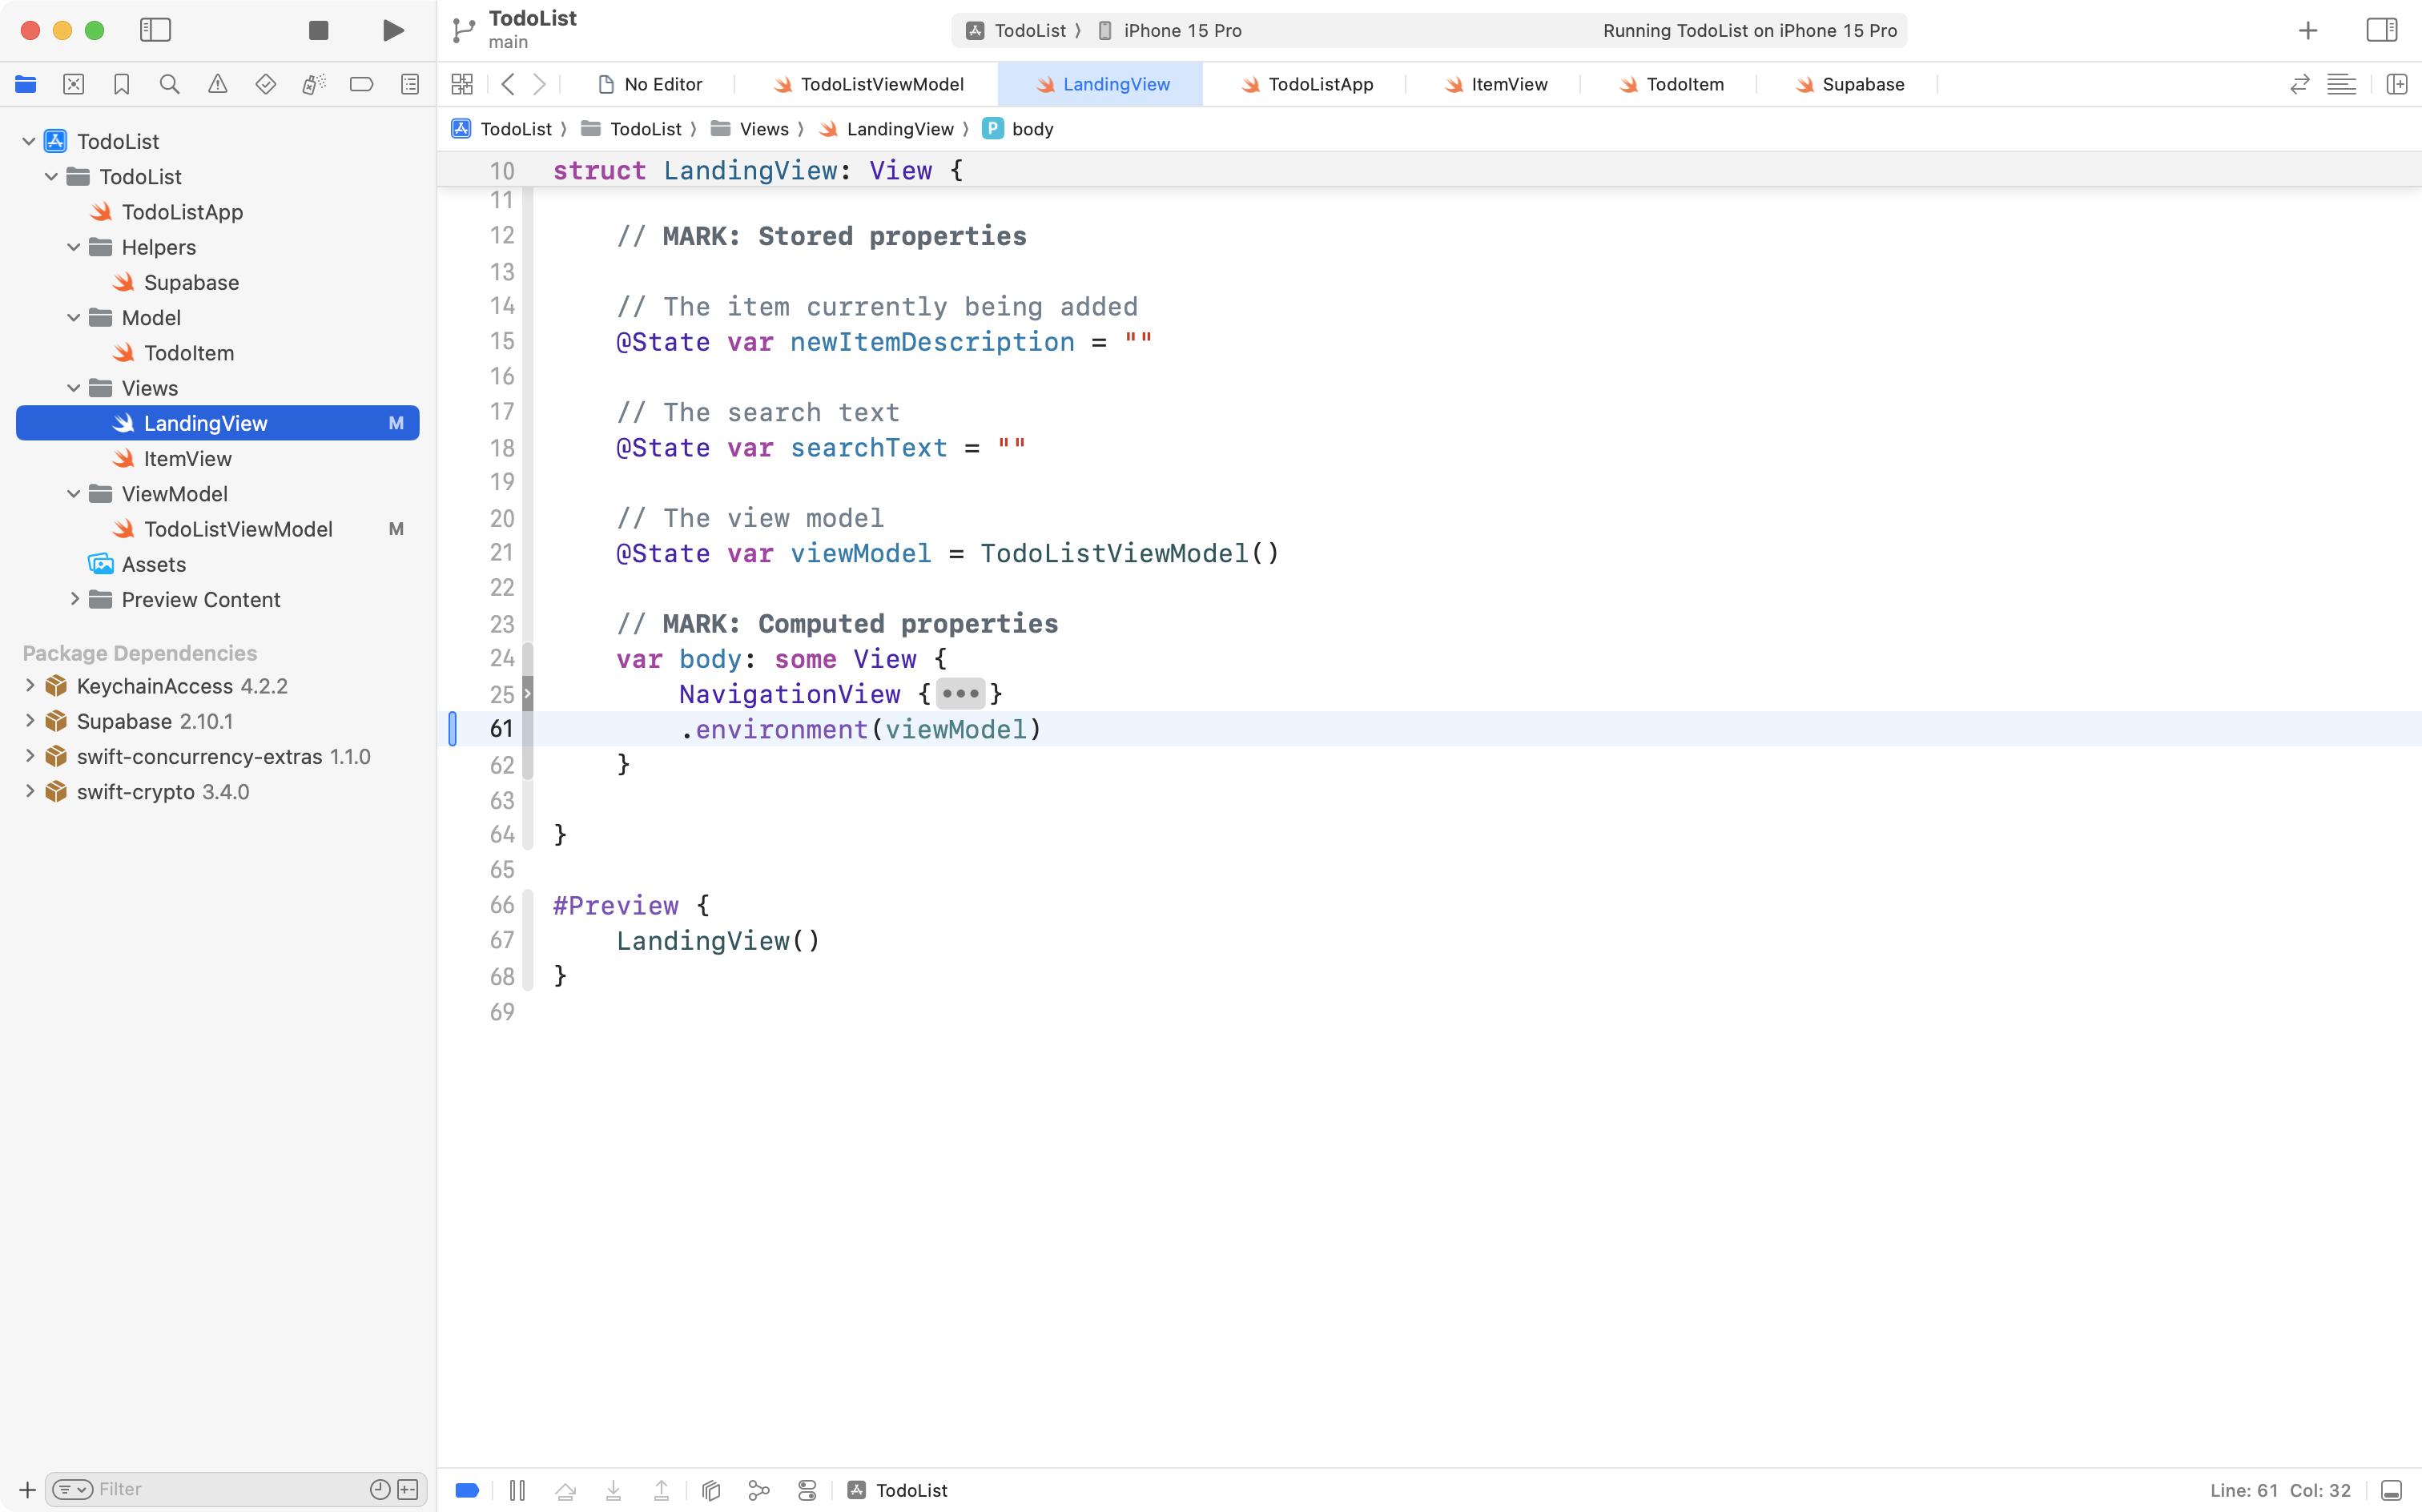 TodoList
main
TodoList 〉 iPhone 15 Pro
Running TodoList on iPhone 15 Pro
No Editor
TodoListViewModel
LandingView
TodoListApp
ItemView
TodoItem
Supabase
TodoList 〉 TodoList 〉 Views 〉 LandingView 〉 P body
TodoList
TodoList
TodoListApp
Helpers
Supabase
Model
TodoItem
Views
LandingView M
ItemView
ViewModel
TodoListViewModel M
Assets
Preview Content
Package Dependencies
KeychainAccess 4.2.2
Supabase 2.10.1
swift-concurrency-extras 1.1.0
swift-crypto 3.4.0
Filter
10 struct LandingView: View {
11
12 // MARK: Stored properties
13
14 // The item currently being added
15 @State var newItemDescription = ""
16
17 // The search text
18 @State var searchText = ""
19
20 // The view model
21 @State var viewModel = TodoListViewModel()
22
23 // MARK: Computed properties
24 var body: some View {
25 NavigationView {•••}
61 .environment(viewModel)
62 }
63
64 }
65
66 #Preview {
67 LandingView()
68 }
69
TodoList
Line: 61 Col: 32